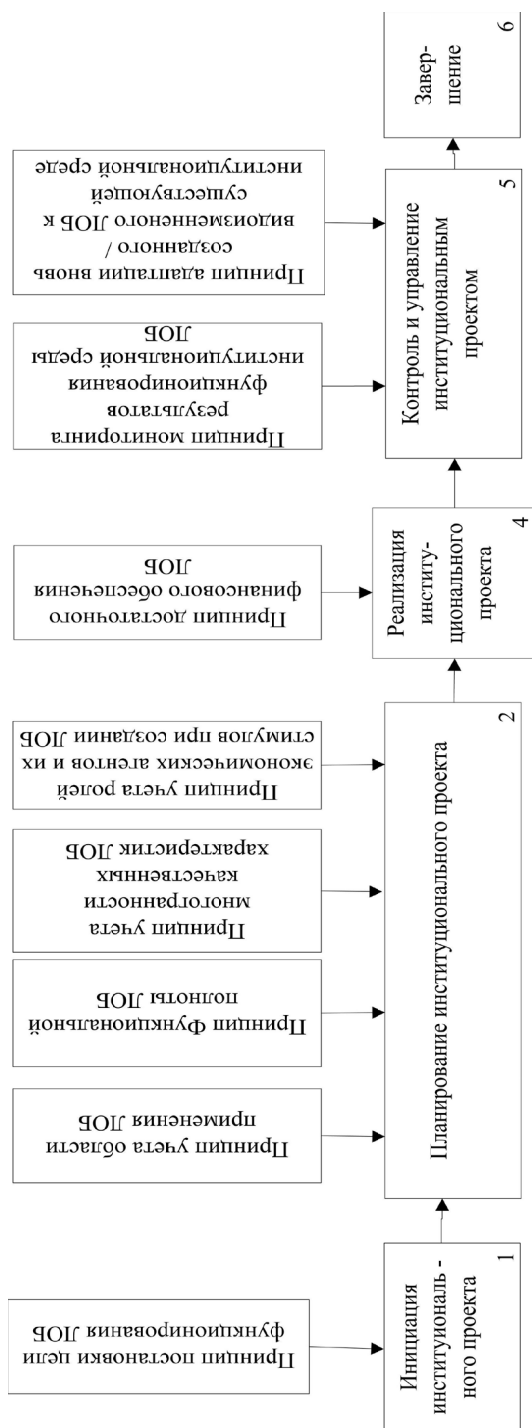 Принцип постановки цели
функционирования ЛОБ
Принцип учета области
применения ЛОБ
Принцип Функциональной
полноты ЛОБ
Принцип учета
многогранности
качественных
характеристик ЛОБ
Принцип учета ролей
экономических агентов и их
стимулов при создании ЛОБ
Принцип достаточного
финансового обеспечения
ЛОБ
Принцип мониторинга
результатов
функционирования
институциональной среды
ЛОБ
Принцип адаптации вновь
созданного /
видоизмененного ЛОБ к
существующей
институциональной среде
Инициация
институиональ -
ного проекта
1
Планирование институционального проекта
2
Реализация
институ-
ционального
проекта
4
Контроль и управление
институциональным
проектом
5
Завер-
шение
6